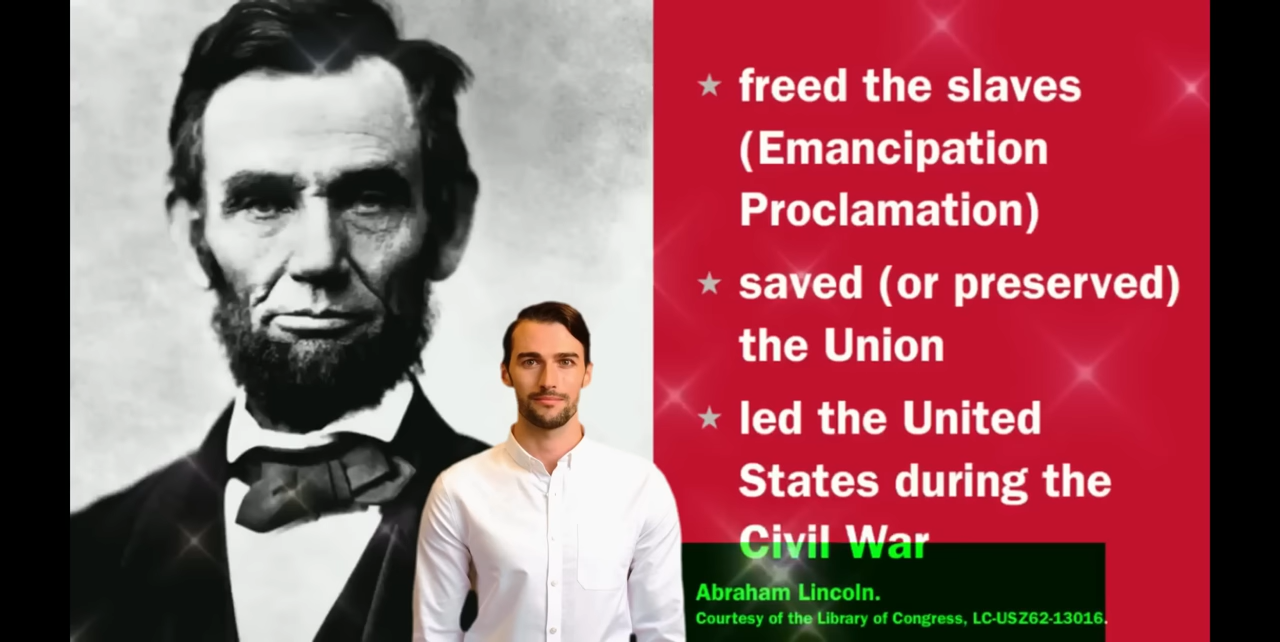 freed the slaves
(Emancipation
Proclamation)
saved (or preserved)
the Union
led the United
States during the
Civil War
Abraham Lincoln.
Courtesy of the Library of Congress, LC-USZ62-13016.